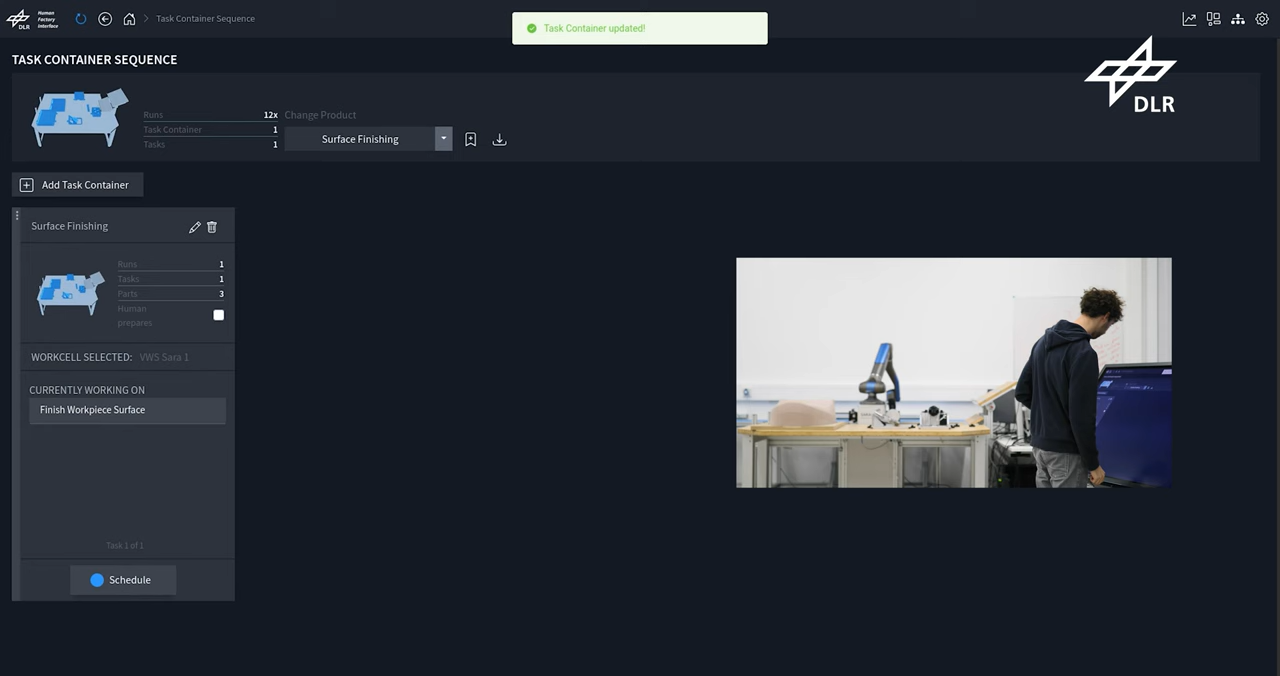 DLR
Human
Factory
Interface
Task Container Sequence
Task Container updated!
TASK CONTAINER SEQUENCE
DLR
Runs 12x
Task Container 1
Tasks 1
Change Product
Surface Finishing
Add Task Container
Surface Finishing
Runs 1
Tasks 1
Parts 3
Human
prepares
WORKCELL SELECTED: VWS Sara 1
CURRENTLY WORKING ON
Finish Workpiece Surface
Task 1 of 1
Schedule